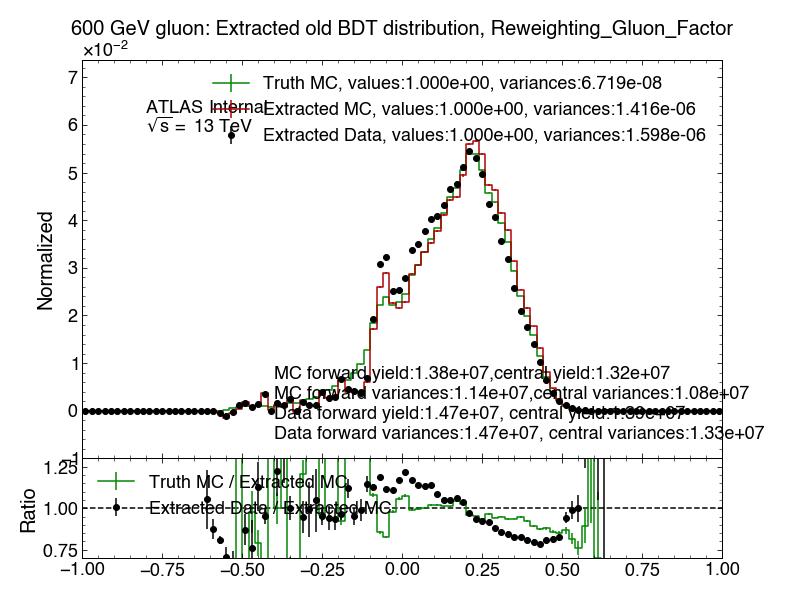 600 GeV gluon: Extracted old BDT distribution, Reweighting_Gluon_Factor
×10⁻²
Truth MC, values:1.000e+00, variances:6.719e-08
ATLAS Internal
Extracted MC, values:1.000e+00, variances:1.416e-06
√s = 13 TeV
Extracted Data, values:1.000e+00, variances:1.598e-06
7
6
5
4
3
2
1
0
−1
Normalized
MC forward yield:1.38e+07,central yield:1.32e+07
MC forward variances:1.14e+07,central variances:1.08e+07
Data forward yield:1.47e+07, central yield:
Data forward variances:1.47e+07, central variances:1.33e+07
Truth MC / Extracted MC
Extracted Data / Extracted MC
1.25
1.00
0.75
Ratio
−1.00 −0.75 −0.50 −0.25 0.00 0.25 0.50 0.75 1.00